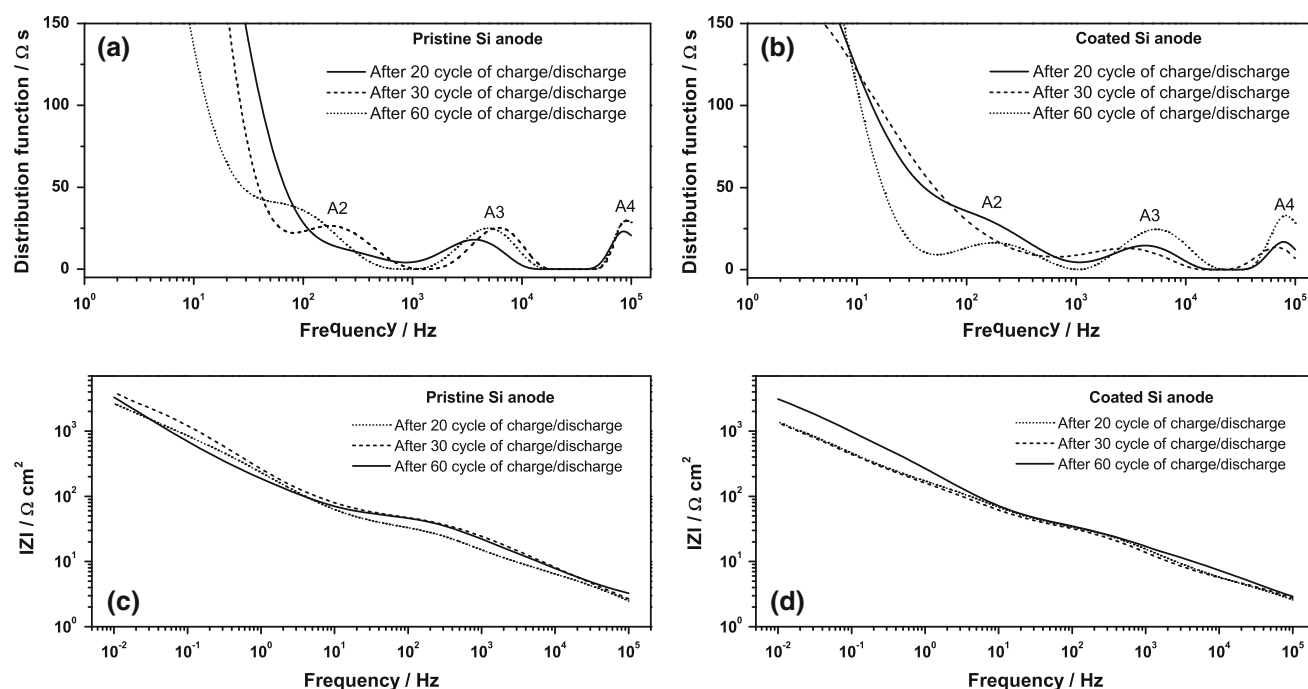 (a)
Pristine Si anode
After 20 cycle of charge/discharge
After 30 cycle of charge/discharge
After 60 cycle of charge/discharge
A2
A3
A4
150
100
50
0
Distribution function / Ω s
10^0
10^1
10^2
10^3
10^4
10^5
Frequency / Hz
(b)
Coated Si anode
After 20 cycle of charge/discharge
After 30 cycle of charge/discharge
After 60 cycle of charge/discharge
A2
A3
A4
150
100
50
0
Distribution function / Ω s
10^0
10^1
10^2
10^3
10^4
10^5
Frequency / Hz
Pristine Si anode
After 20 cycle of charge/discharge
After 30 cycle of charge/discharge
After 60 cycle of charge/discharge
(c)
10^3
10^2
10^1
10^0
IZI / Ω cm^2
10^-2
10^-1
10^0
10^1
10^2
10^3
10^4
10^5
Frequency / Hz
Coated Si anode
After 20 cycle of charge/discharge
After 30 cycle of charge/discharge
After 60 cycle of charge/discharge
(d)
10^3
10^2
10^1
10^0
IZI / Ω cm^2
10^-2
10^-1
10^0
10^1
10^2
10^3
10^4
10^5
Frequency / Hz